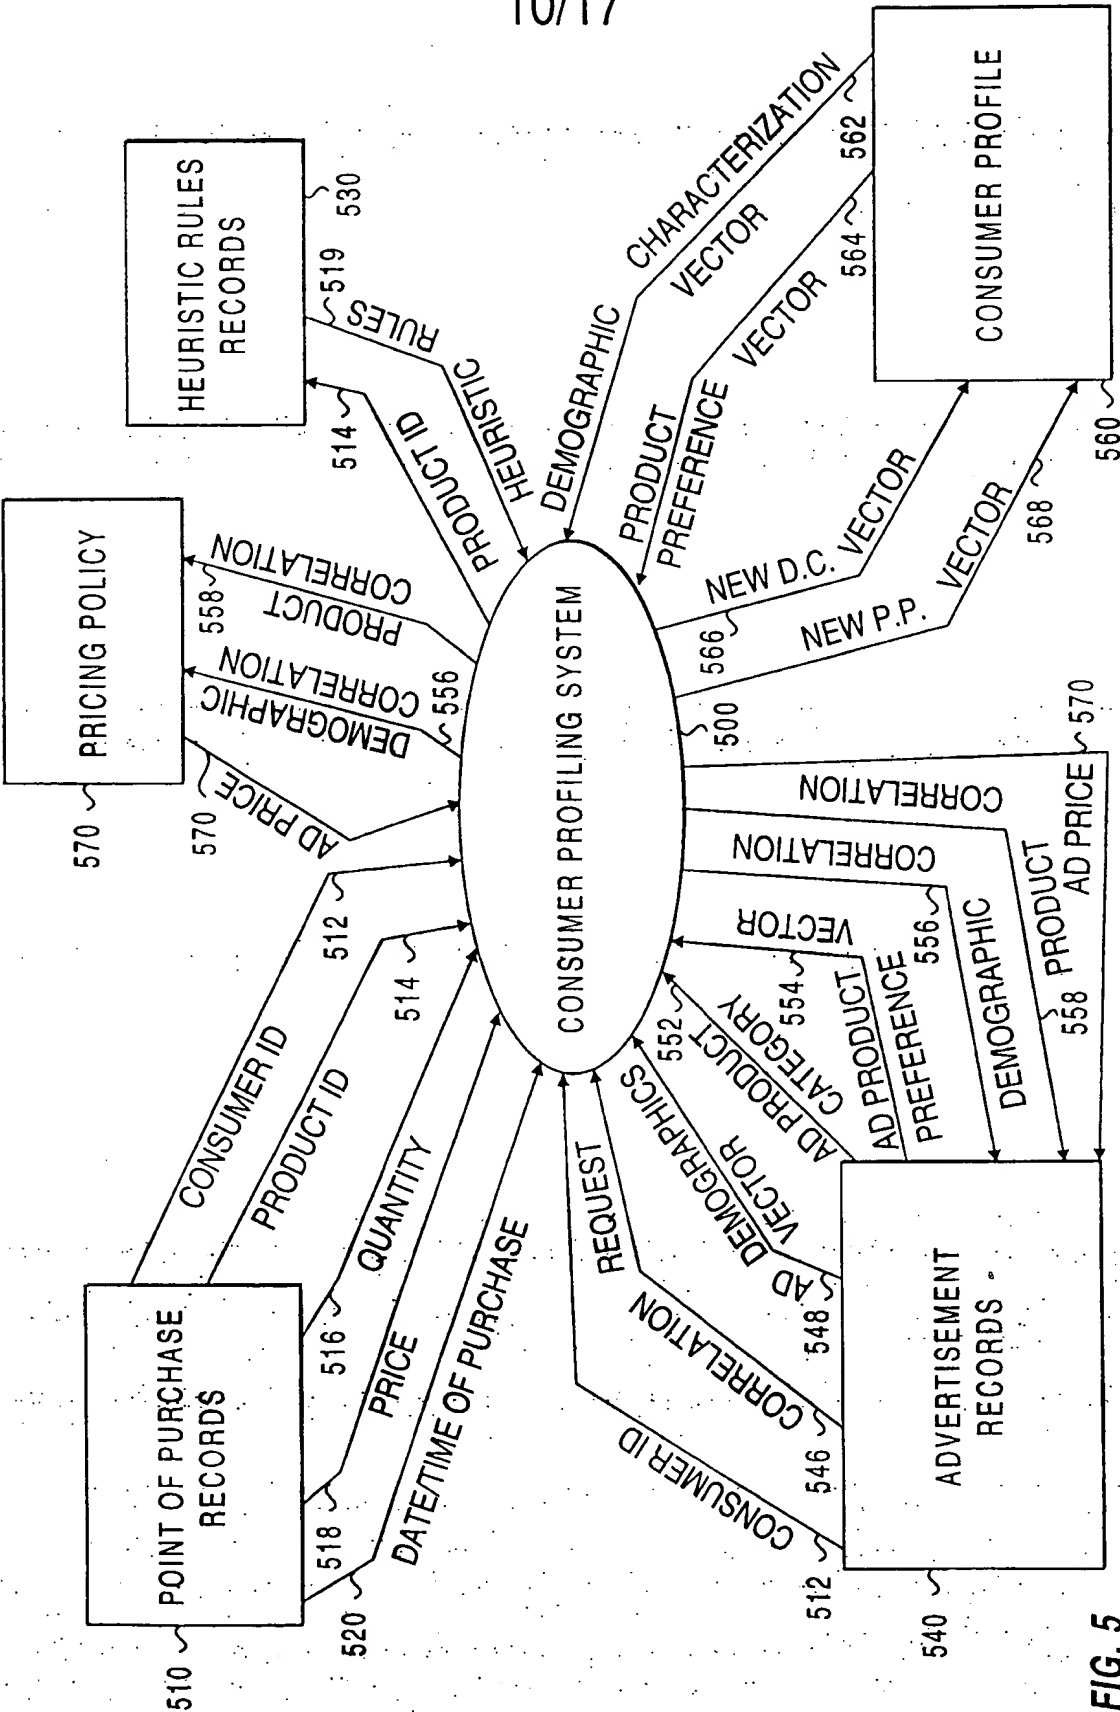 10/17
POINT OF PURCHASE
RECORDS
510
CONSUMER ID
512
PRODUCT ID
514
QUANTITY
516
PRICE
518
DATE/TIME OF PURCHASE
520
PRICING POLICY
570
AD PRICE
570
DEMOGRAPHIC
CORRELATION
556
PRODUCT
CORRELATION
558
HEURISTIC RULES
RECORDS
530
PRODUCT ID
514
HEURISTIC
RULES
519
CONSUMER PROFILING SYSTEM
500
ADVERTISEMENT
RECORDS
540
CONSUMER ID
512
CORRELATION
REQUEST
546
AD DEMOGRAPHICS
VECTOR
548
AD PRODUCT
CATEGORY
552
AD PRODUCT
PREFERENCE
VECTOR
554
DEMOGRAPHIC
CORRELATION
556
PRODUCT
CORRELATION
558
AD PRICE
570
CONSUMER PROFILE
560
DEMOGRAPHIC
CHARACTERIZATION
VECTOR
562
PRODUCT
PREFERENCE
VECTOR
564
NEW D.C. VECTOR
566
NEW P.P. VECTOR
568
FIG. 5